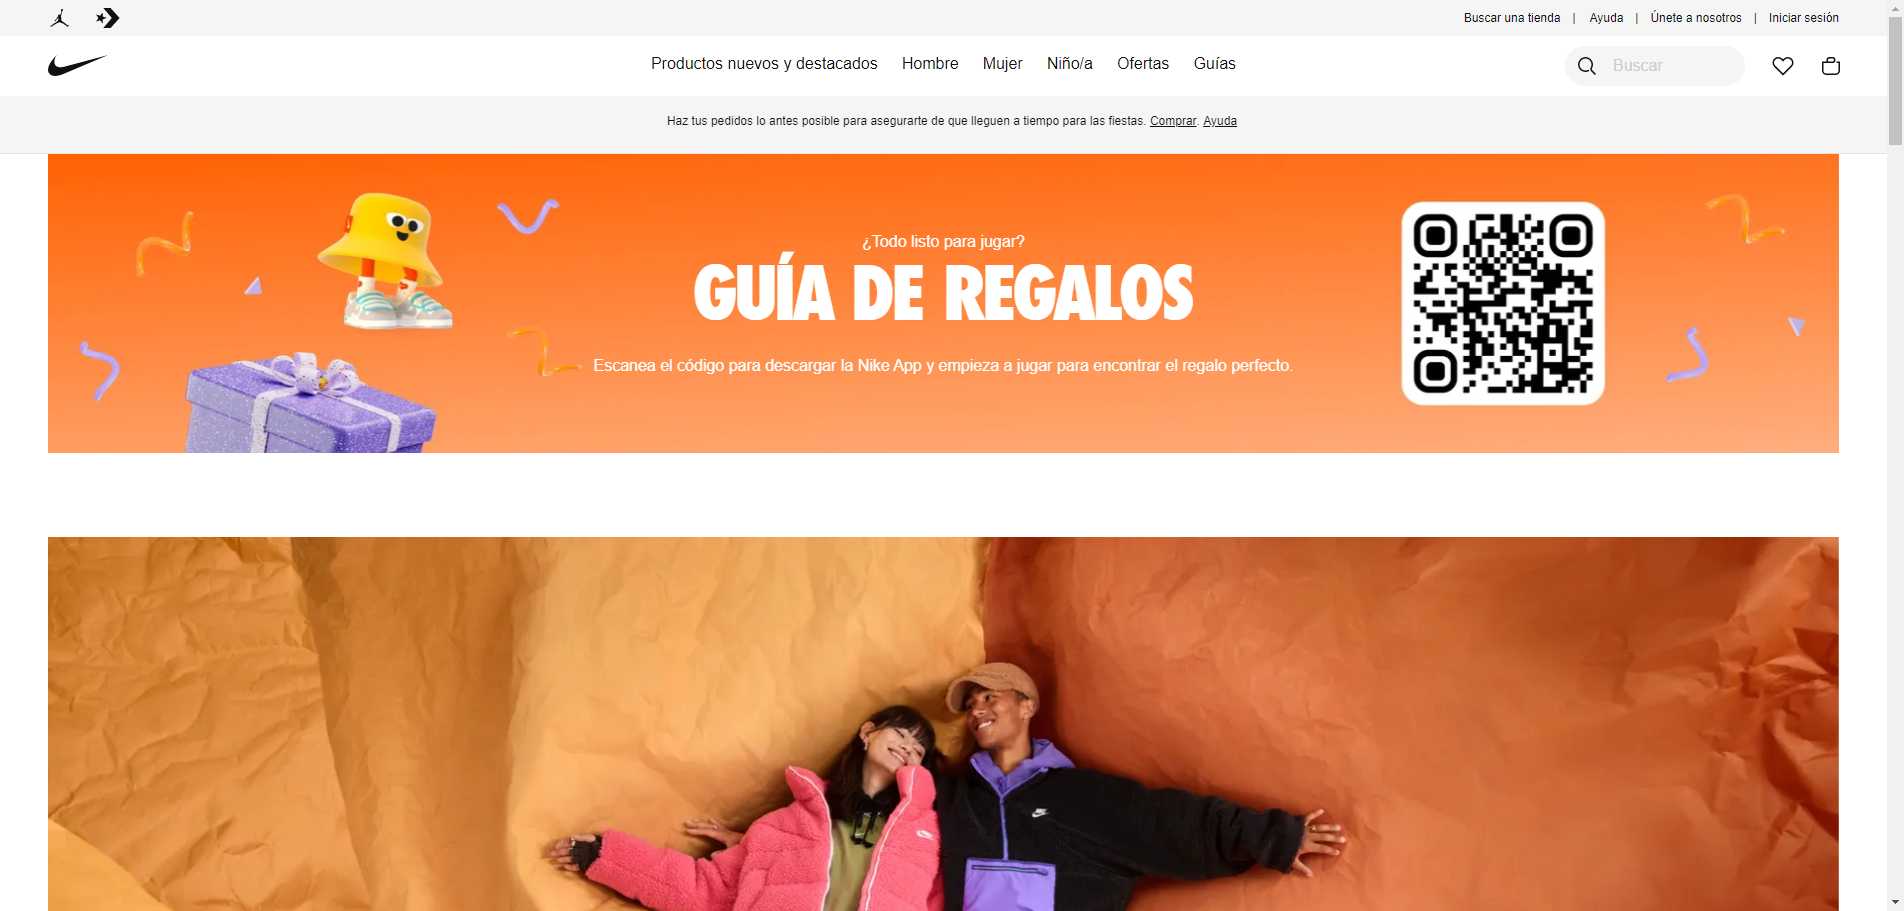 Buscar una tienda | Ayuda | Únete a nosotros | Iniciar sesión
Productos nuevos y destacados Hombre Mujer Niño/a Ofertas Guías Buscar
Haz tus pedidos lo antes posible para asegurarte de que lleguen a tiempo para las fiestas. Comprar. Ayuda
¿Todo listo para jugar?
GUÍA DE REGALOS
Escanea el código para descargar la Nike App y empieza a jugar para encontrar el regalo perfecto.